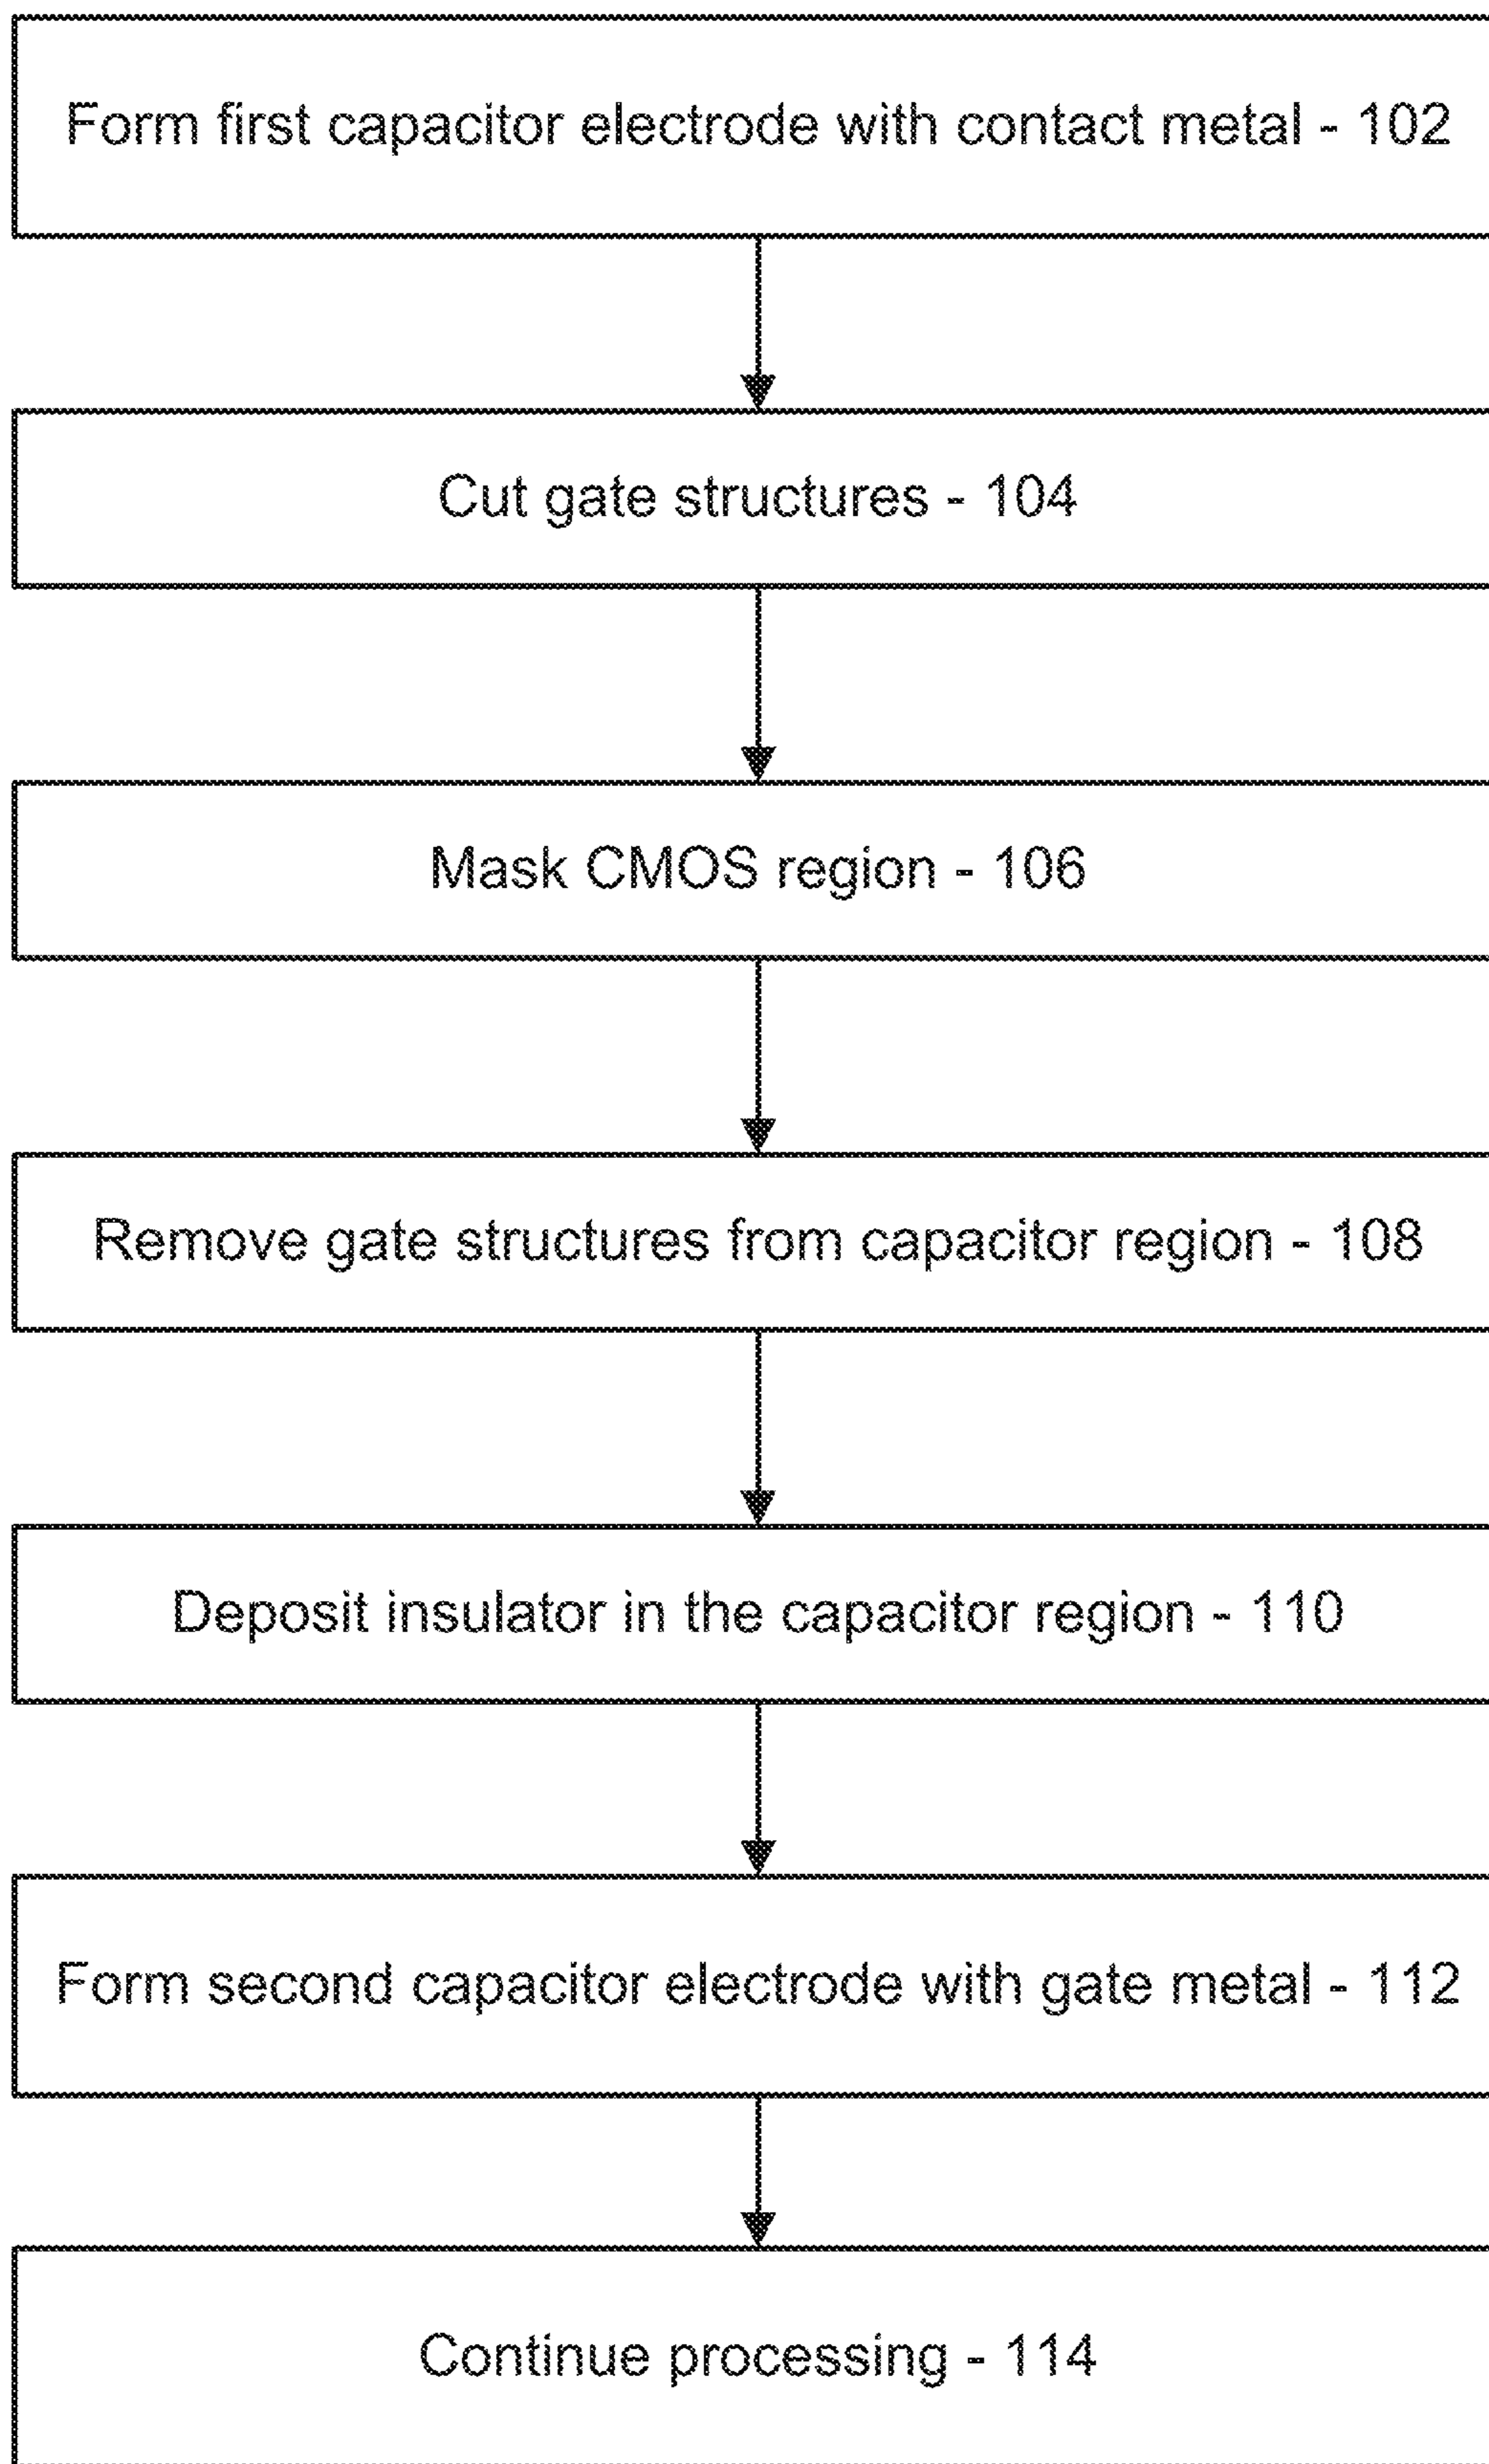 Form first capacitor electrode with contact metal - 102
Cut gate structures - 104
Mask CMOS region - 106
Remove gate structures from capacitor region - 108
Deposit insulator in the capacitor region - 110
Form second capacitor electrode with gate metal - 112
Continue processing - 114